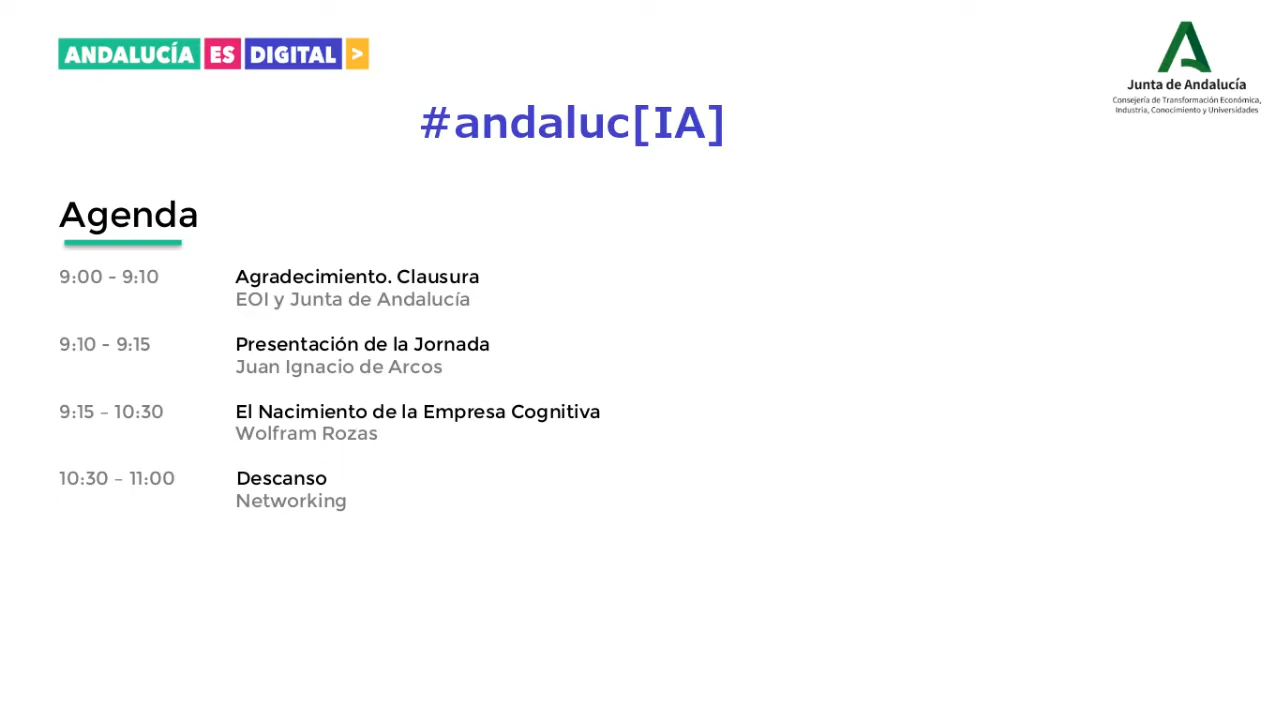 ANDALUCÍA ES DIGITAL >
Junta de Andalucía
Consejería de Transformación Económica,
Industria, Conocimiento y Universidades
#andaluc[IA]
Agenda
9:00 - 9:10 Agradecimiento. Clausura
EOI y Junta de Andalucía
9:10 - 9:15 Presentación de la Jornada
Juan Ignacio de Arcos
9:15 – 10:30 El Nacimiento de la Empresa Cognitiva
Wolfram Rozas
10:30 – 11:00 Descanso
Networking